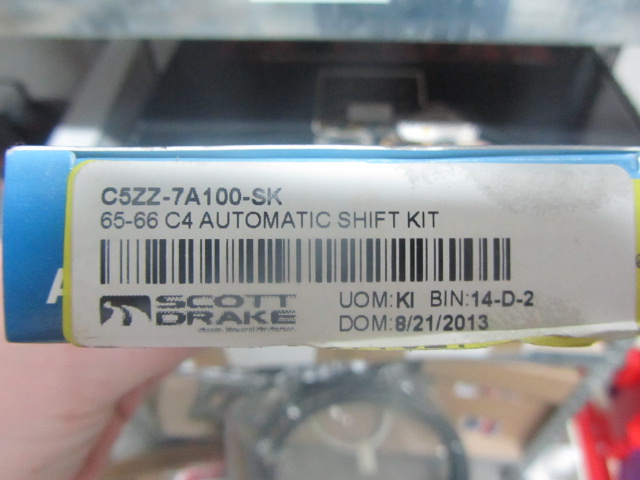 C5ZZ-7A100-SK
65-66 C4 AUTOMATIC SHIFT KIT
SCOTT
DRAKE
UOM:KI BIN:14-D-2
DOM:8/21/2013